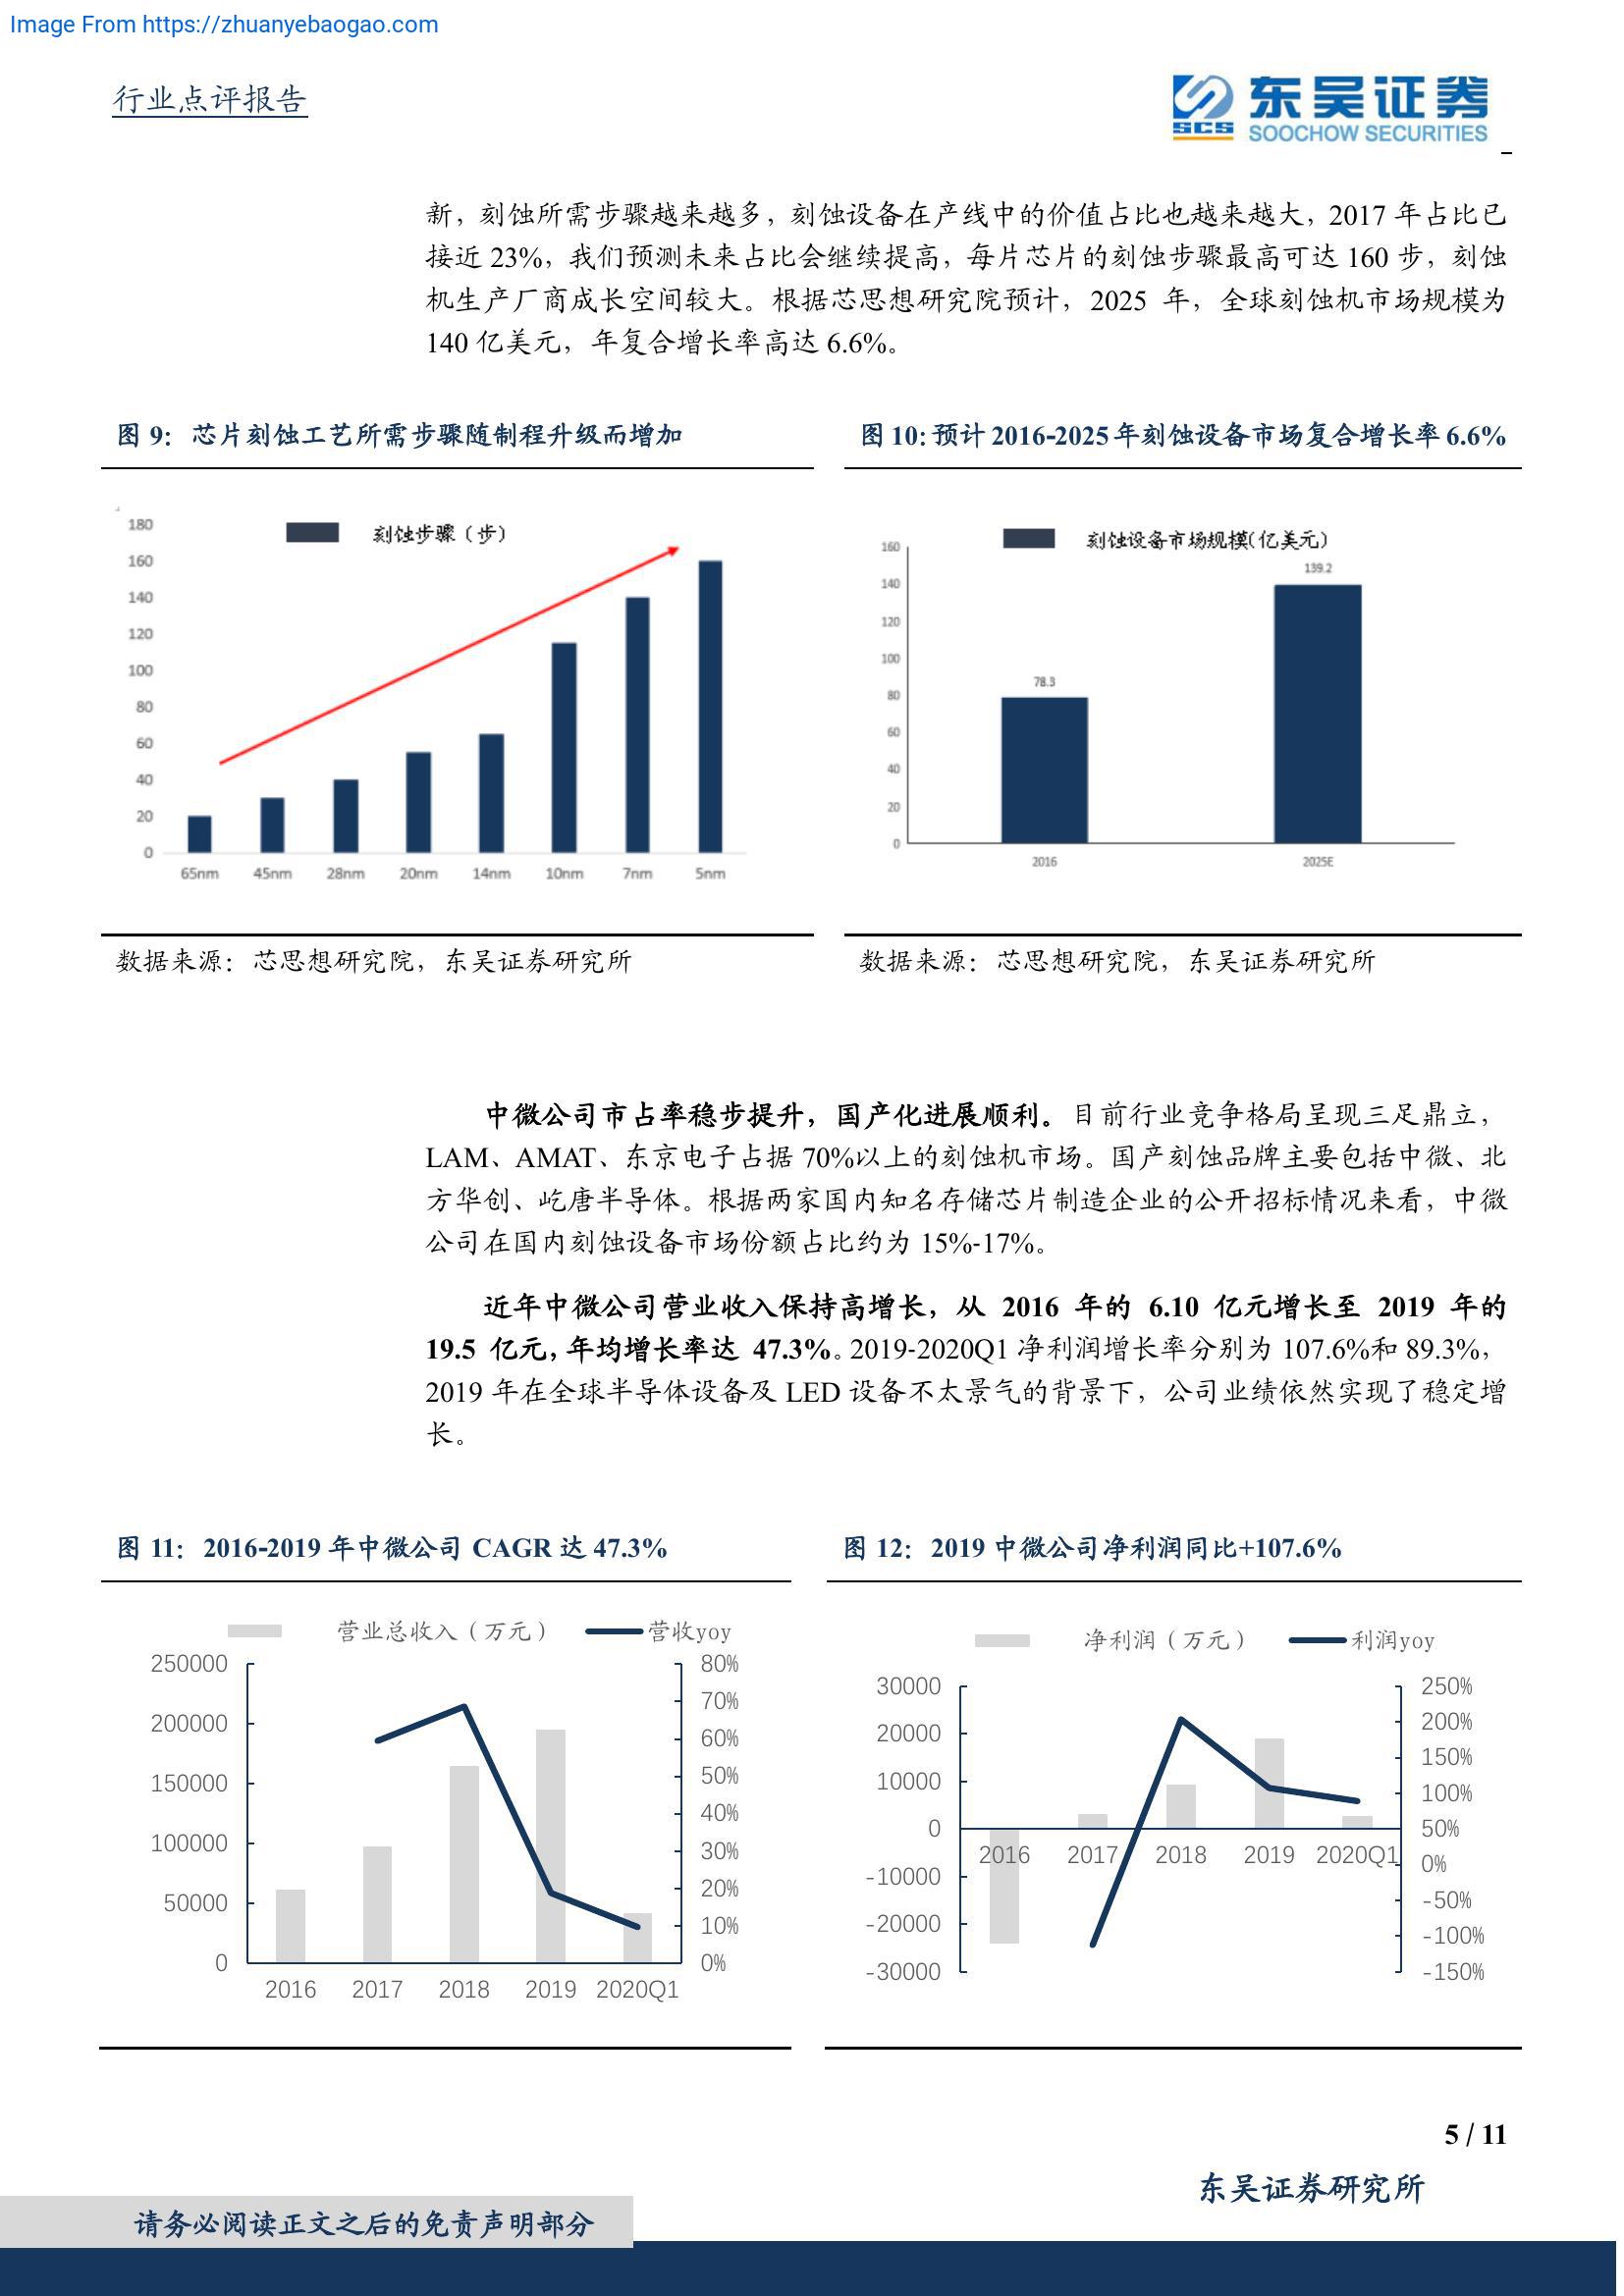 Image From https://zhuanyebaogao.com
行业点评报告
SCS
东吴证券
SOOCHOW SECURITIES
新，刻蚀所需步骤越来越多，刻蚀设备在产线中的价值占比也越来越大，2017 年占比已
接近 23%，我们预测未来占比会继续提高，每片芯片的刻蚀步骤最高可达 160 步，刻蚀
机生产厂商成长空间较大。根据芯思想研究院预计，2025 年，全球刻蚀机市场规模为
140 亿美元，年复合增长率高达 6.6%。
图 9：芯片刻蚀工艺所需步骤随制程升级而增加
刻蚀步骤（步）
180
160
140
120
100
80
60
40
20
0
65nm 45nm 28nm 20nm 14nm 10nm 7nm 5nm
数据来源：芯思想研究院，东吴证券研究所
图 10：预计 2016-2025 年刻蚀设备市场复合增长率 6.6%
刻蚀设备市场规模(亿美元)
160
140
120
100
80
60
40
20
0
78.3
139.2
2016 2025E
数据来源：芯思想研究院，东吴证券研究所
中微公司市占率稳步提升，国产化进展顺利。目前行业竞争格局呈现三足鼎立，
LAM、AMAT、东京电子占据 70%以上的刻蚀机市场。国产刻蚀品牌主要包括中微、北
方华创、屹唐半导体。根据两家国内知名存储芯片制造企业的公开招标情况来看，中微
公司在国内刻蚀设备市场份额占比约为 15%-17%。
近年中微公司营业收入保持高增长，从 2016 年的 6.10 亿元增长至 2019 年的
19.5 亿元，年均增长率达 47.3%。2019-2020Q1 净利润增长率分别为 107.6%和 89.3%，
2019 年在全球半导体设备及 LED 设备不太景气的背景下，公司业绩依然实现了稳定增
长。
图 11：2016-2019 年中微公司 CAGR 达 47.3%
营业总收入（万元） 营收yoy
250000
200000
150000
100000
50000
0
80%
70%
60%
50%
40%
30%
20%
10%
0%
2016 2017 2018 2019 2020Q1
图 12：2019 中微公司净利润同比+107.6%
净利润（万元） 利润yoy
30000
20000
10000
0
-10000
-20000
-30000
250%
200%
150%
100%
50%
0%
-50%
-100%
-150%
2016 2017 2018 2019 2020Q1
5 / 11
东吴证券研究所
请务必阅读正文之后的免责声明部分